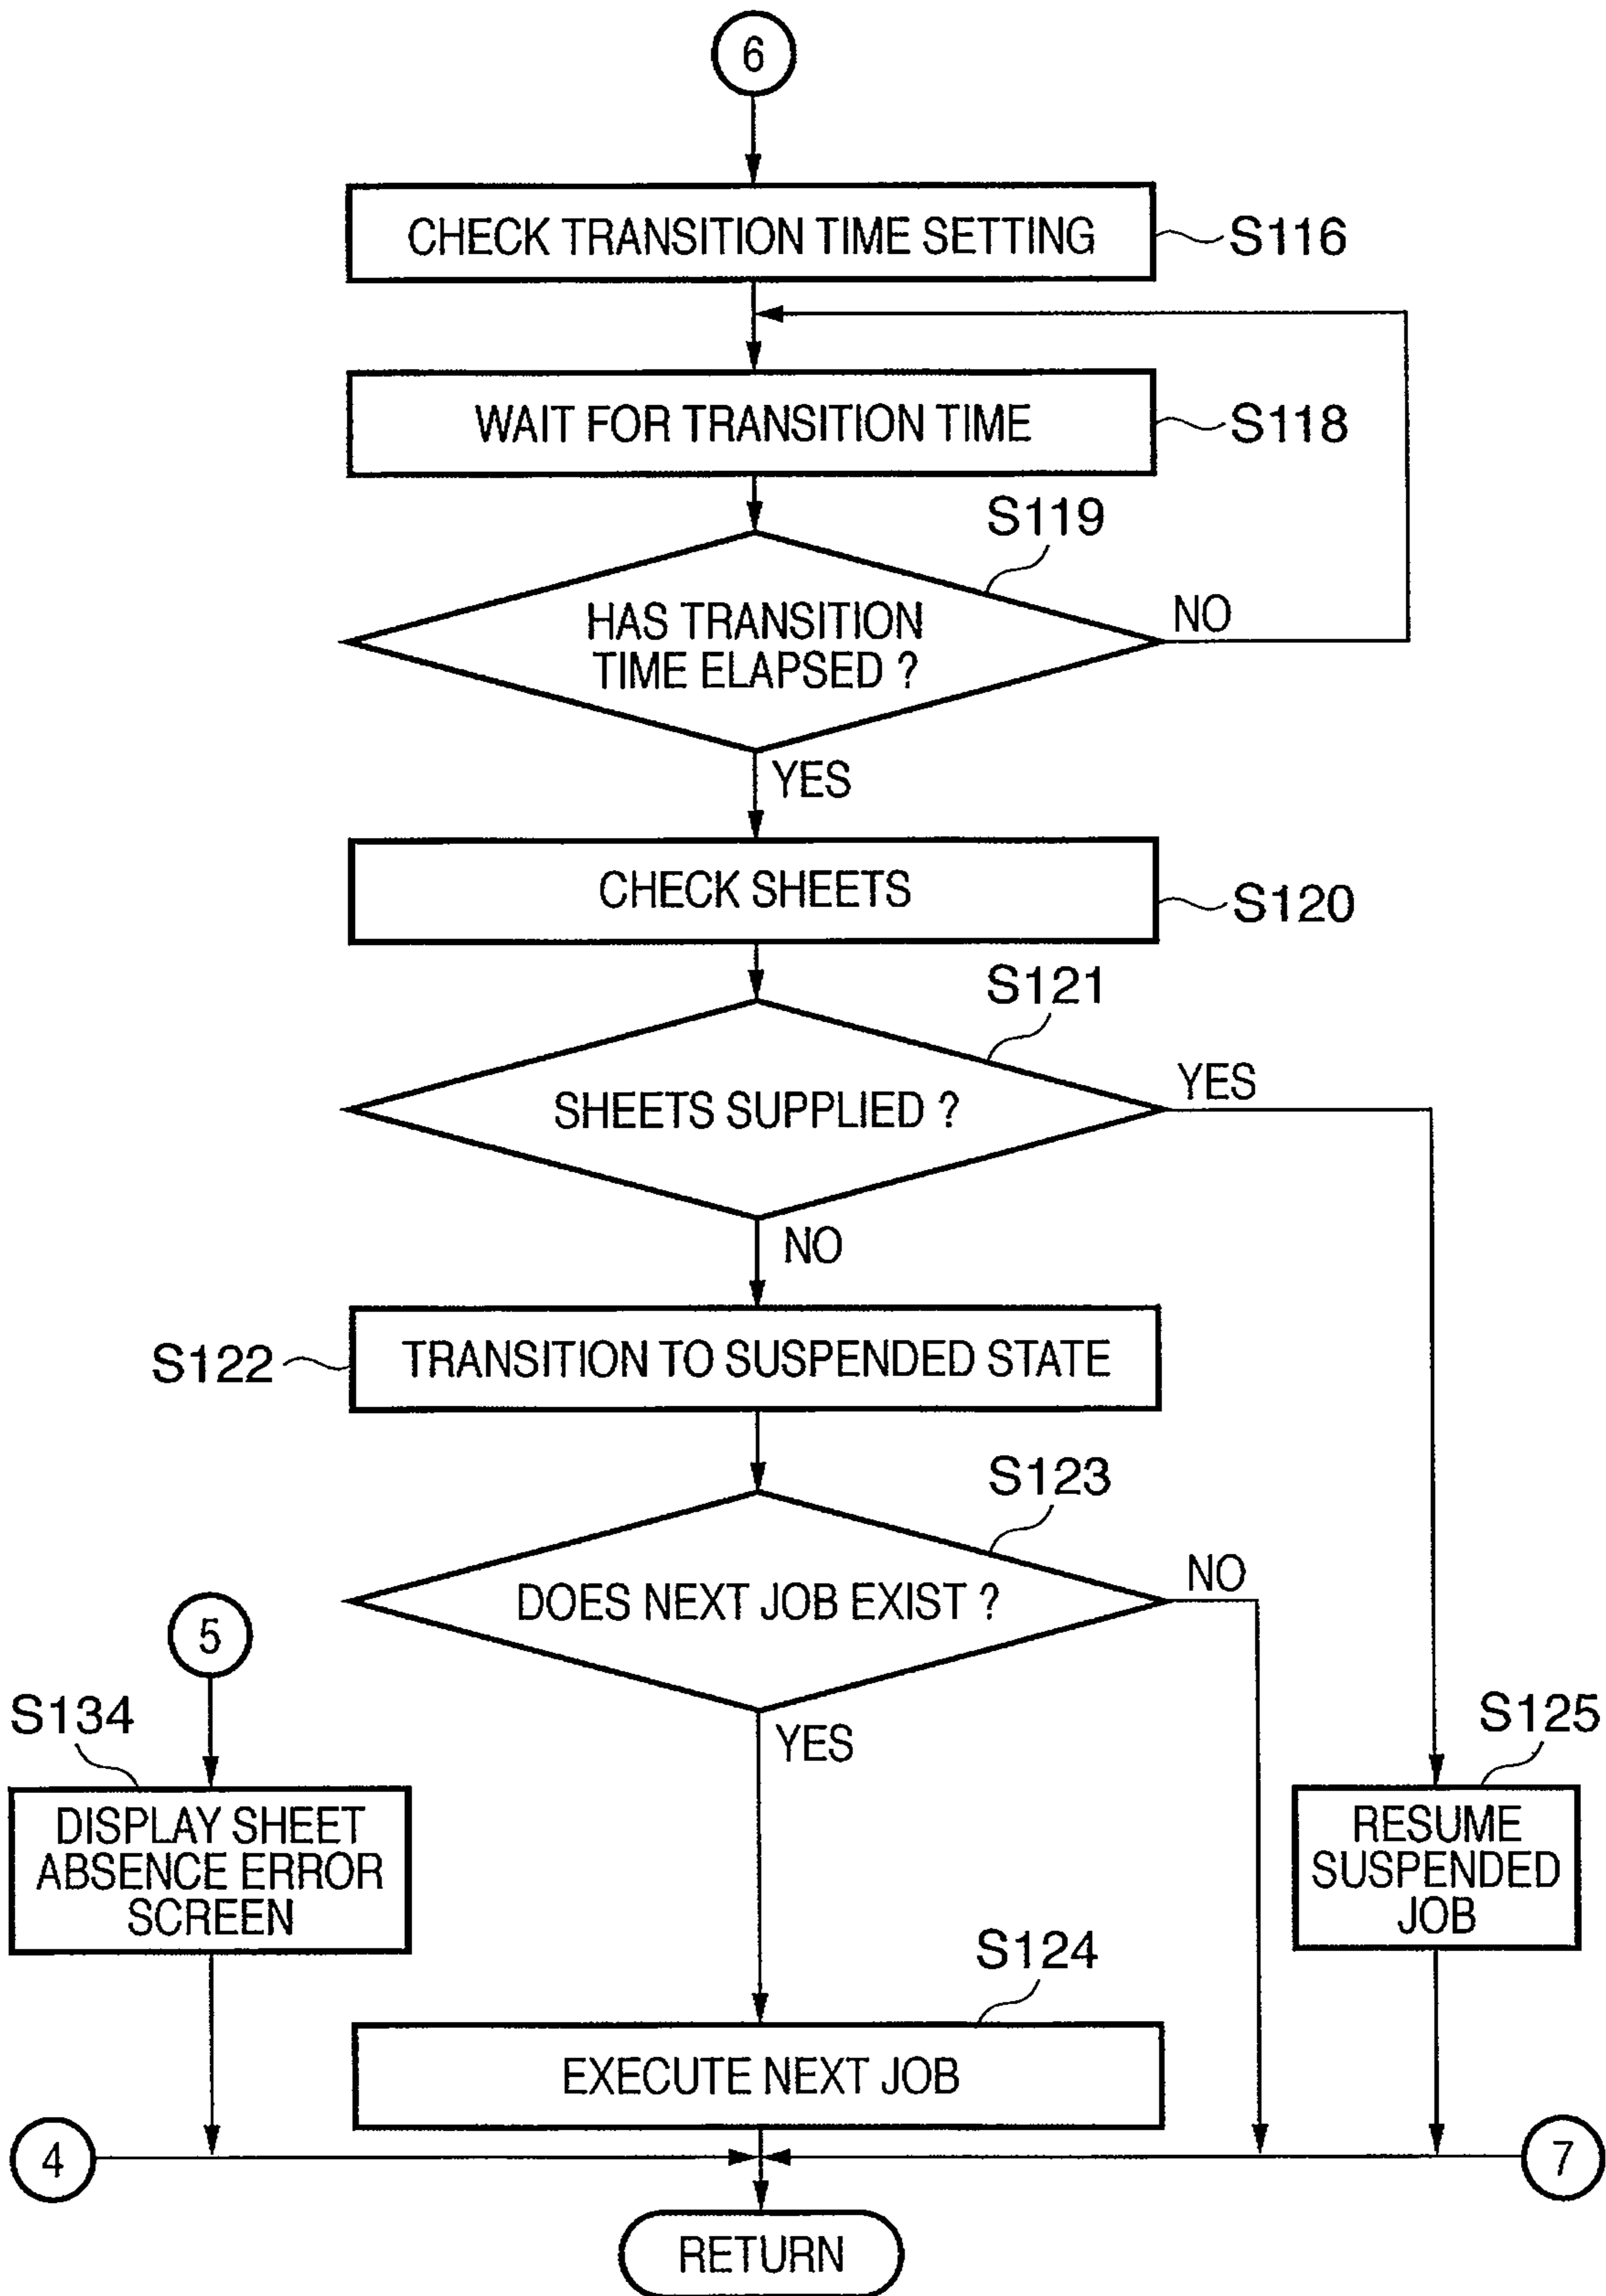 6
CHECK TRANSITION TIME SETTING
S116
WAIT FOR TRANSITION TIME
S118
S119
HAS TRANSITION
TIME ELAPSED ?
NO
YES
CHECK SHEETS
S120
S121
SHEETS SUPPLIED ?
YES
NO
S122
TRANSITION TO SUSPENDED STATE
S123
DOES NEXT JOB EXIST ?
NO
YES
5
S134
DISPLAY SHEET
ABSENCE ERROR
SCREEN
S125
RESUME
SUSPENDED
JOB
S124
EXECUTE NEXT JOB
4
7
RETURN